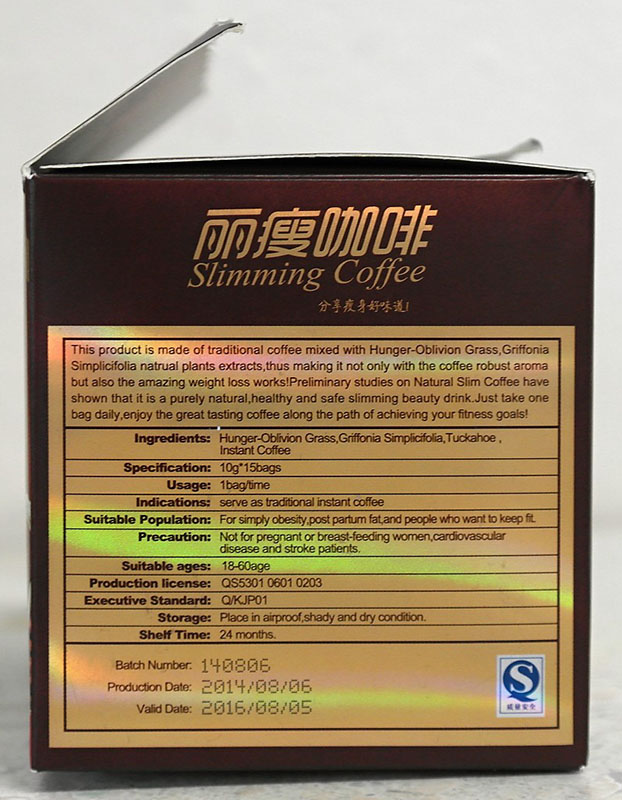 丽瘦咖啡
Slimming Coffee
分享瘦身好味道!
This product is made of traditional coffee mixed with Hunger-Oblivion Grass,Griffonia
Simplicifolia natrual plants extracts,thus making it not only with the coffee robust aroma
but also the amazing weight loss works!Preliminary studies on Natural Slim Coffee have
shown that it is a purely natural,healthy and safe slimming beauty drink.Just take one
bag daily,enjoy the great tasting coffee along the path of achieving your fitness goals!
Ingredients: Hunger-Oblivion Grass,Griffonia Simplicifolia,Tuckahoe ,
Instant Coffee
Specification: 10g*15bags
Usage: 1bag/time
Indications: serve as traditional instant coffee
Suitable Population: For simply obesity,post partum fat,and people who want to keep fit.
Precaution: Not for pregnant or breast-feeding women,cardiovascular
disease and stroke patients.
Suitable ages: 18-60age
Production license: QS5301 0601 0203
Executive Standard: Q/KJP01
Storage: Place in airproof,shady and dry condition.
Shelf Time: 24 months.
Batch Number: 140806
Production Date: 2014/08/06
Valid Date: 2016/08/05
质量安全